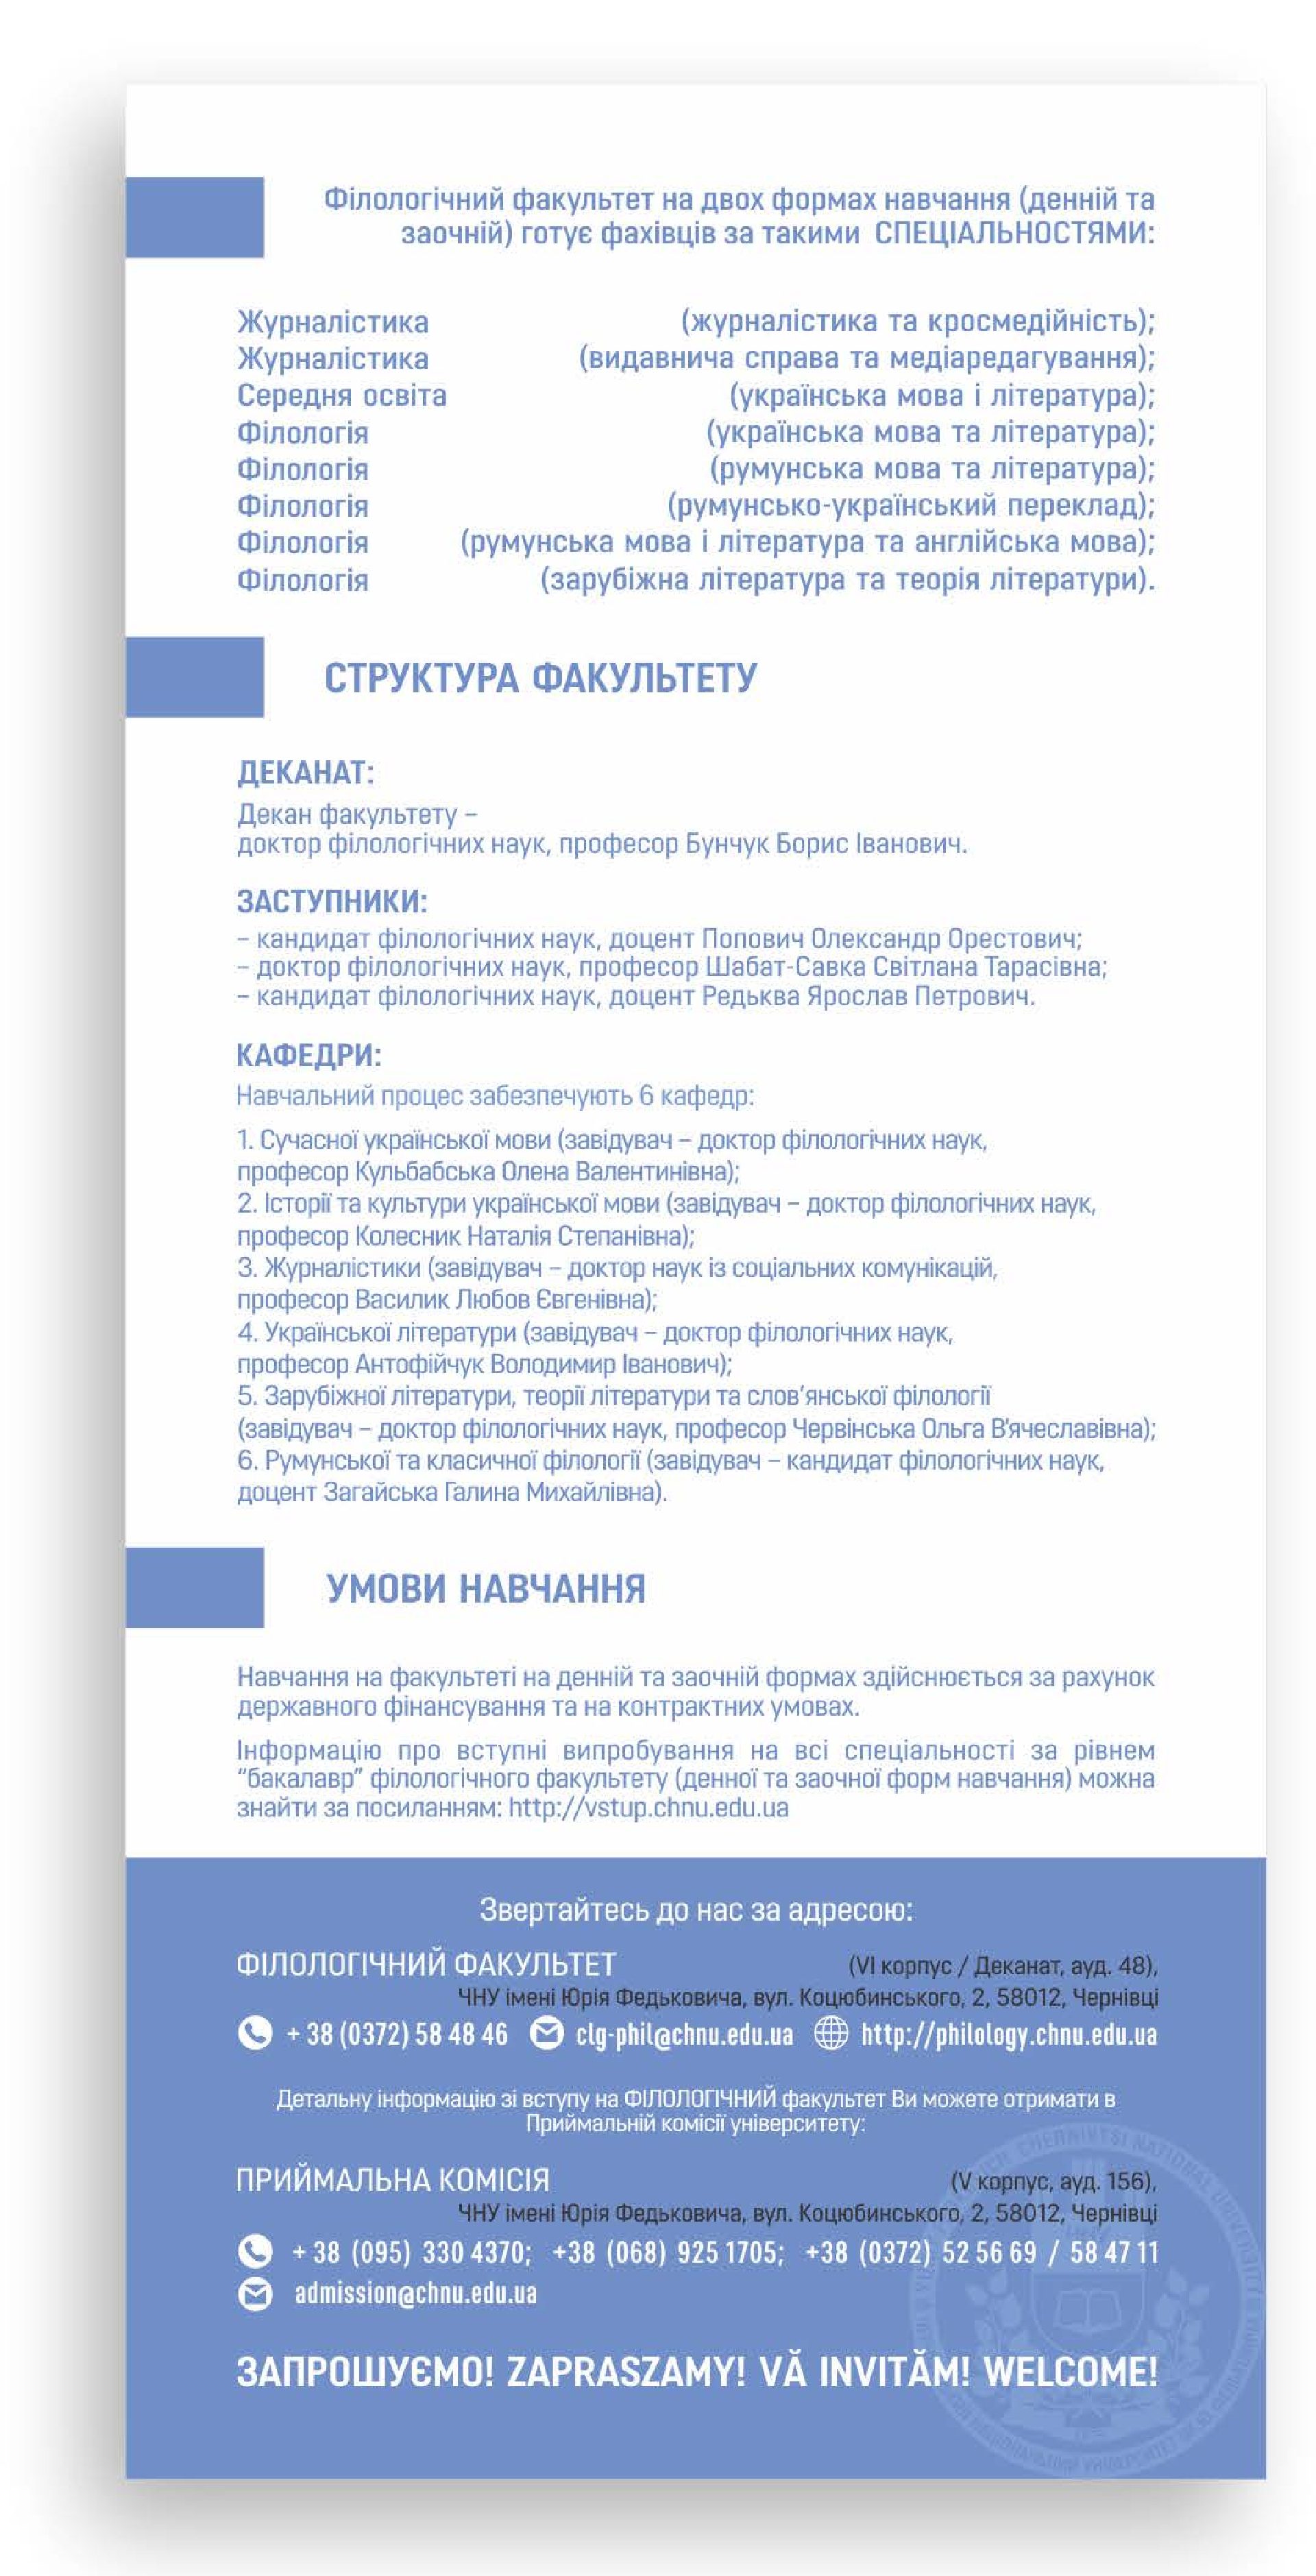 Філологічний факультет на двох формах навчання (денній та
заочній) готує фахівців за такими СПЕЦІАЛЬНОСТЯМИ:
Журналістика (журналістика та кросмедійність);
Журналістика (видавнича справа та медіаредагування);
Середня освіта (українська мова і література);
Філологія (українська мова та література);
Філологія (румунська мова та література);
Філологія (румунсько-український переклад);
Філологія (румунська мова і література та англійська мова);
Філологія (зарубіжна література та теорія літератури).
СТРУКТУРА ФАКУЛЬТЕТУ
ДЕКАНАТ:
Декан факультету –
доктор філологічних наук, професор Бунчук Борис Іванович.
ЗАСТУПНИКИ:
– кандидат філологічних наук, доцент Попович Олександр Орестович;
– доктор філологічних наук, професор Шабат-Савка Світлана Тарасівна;
– кандидат філологічних наук, доцент Редьква Ярослав Петрович.
КАФЕДРИ:
Навчальний процес забезпечують 6 кафедр:
1. Сучасної української мови (завідувач – доктор філологічних наук,
професор Кульбабська Олена Валентинівна);
2. Історії та культури української мови (завідувач – доктор філологічних наук,
професор Колесник Наталія Степанівна);
3. Журналістики (завідувач – доктор наук із соціальних комунікацій,
професор Василик Любов Євгенівна);
4. Української літератури (завідувач – доктор філологічних наук,
професор Антофійчук Володимир Іванович);
5. Зарубіжної літератури, теорії літератури та слов'янської філології
(завідувач – доктор філологічних наук, професор Червінська Ольга В'ячеславівна);
6. Румунської та класичної філології (завідувач – кандидат філологічних наук,
доцент Загайська Галина Михайлівна).
УМОВИ НАВЧАННЯ
Навчання на факультеті на денній та заочній формах здійснюється за рахунок
державного фінансування та на контрактних умовах.
Інформацію про вступні випробування на всі спеціальності за рівнем
“бакалавр” філологічного факультету (денної та заочної форм навчання) можна
знайти за посиланням: http://vstup.chnu.edu.ua
Звертайтесь до нас за адресою:
ФІЛОЛОГІЧНИЙ ФАКУЛЬТЕТ (VI корпус / Деканат, ауд. 48),
ЧНУ імені Юрія Федьковича, вул. Коцюбинського, 2, 58012, Чернівці
+ 38 (0372) 58 48 46 clg-phil@chnu.edu.ua http://philology.chnu.edu.ua
Детальну інформацію зі вступу на ФІЛОЛОГІЧНИЙ факультет Ви можете отримати в
Приймальній комісії університету:
ПРИЙМАЛЬНА КОМІСІЯ (V корпус, ауд. 156),
ЧНУ імені Юрія Федьковича, вул. Коцюбинського, 2, 58012, Чернівці
+ 38 (095) 330 4370; +38 (068) 925 1705; +38 (0372) 52 56 69 / 58 47 11
admission@chnu.edu.ua
ЗАПРОШУЄМО! ZAPRASZAMY! VĂ INVITĂM! WELCOME!
CHERNIVTSI NATIONAL UNIVERSITY